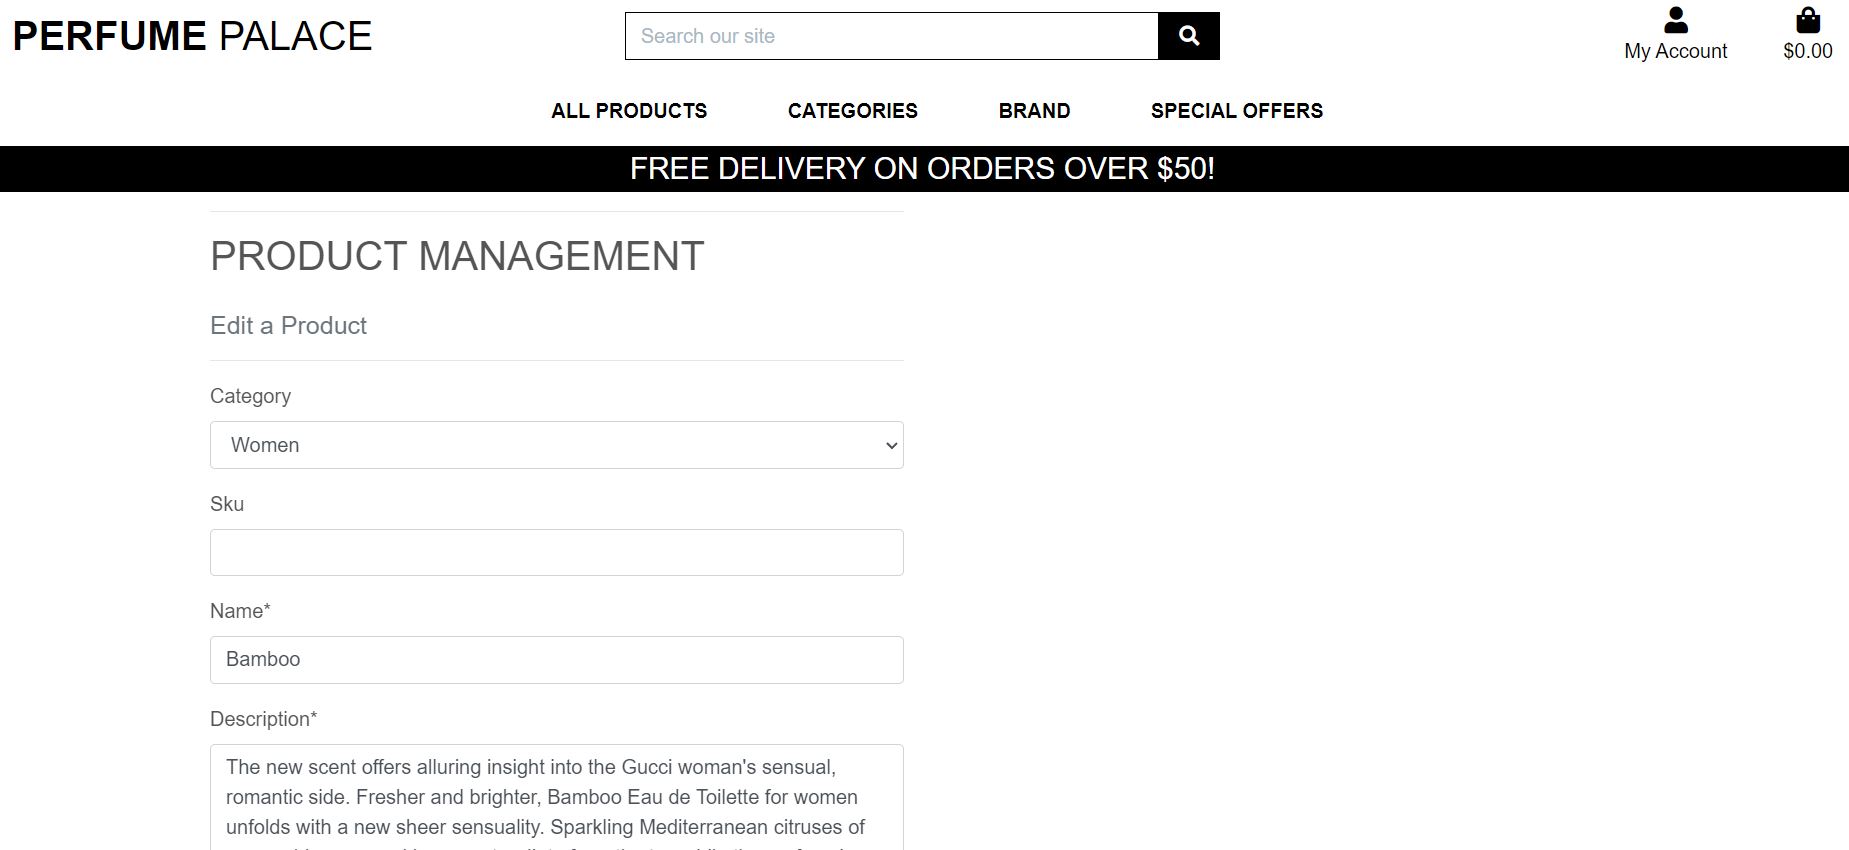 PERFUME PALACE
Search our site
My Account
$0.00
ALL PRODUCTS CATEGORIES BRAND SPECIAL OFFERS
FREE DELIVERY ON ORDERS OVER $50!
PRODUCT MANAGEMENT
Edit a Product
Category
Women
Sku
Name*
Bamboo
Description*
The new scent offers alluring insight into the Gucci woman's sensual,
romantic side. Fresher and brighter, Bamboo Eau de Toilette for women
unfolds with a new sheer sensuality. Sparkling Mediterranean citruses of